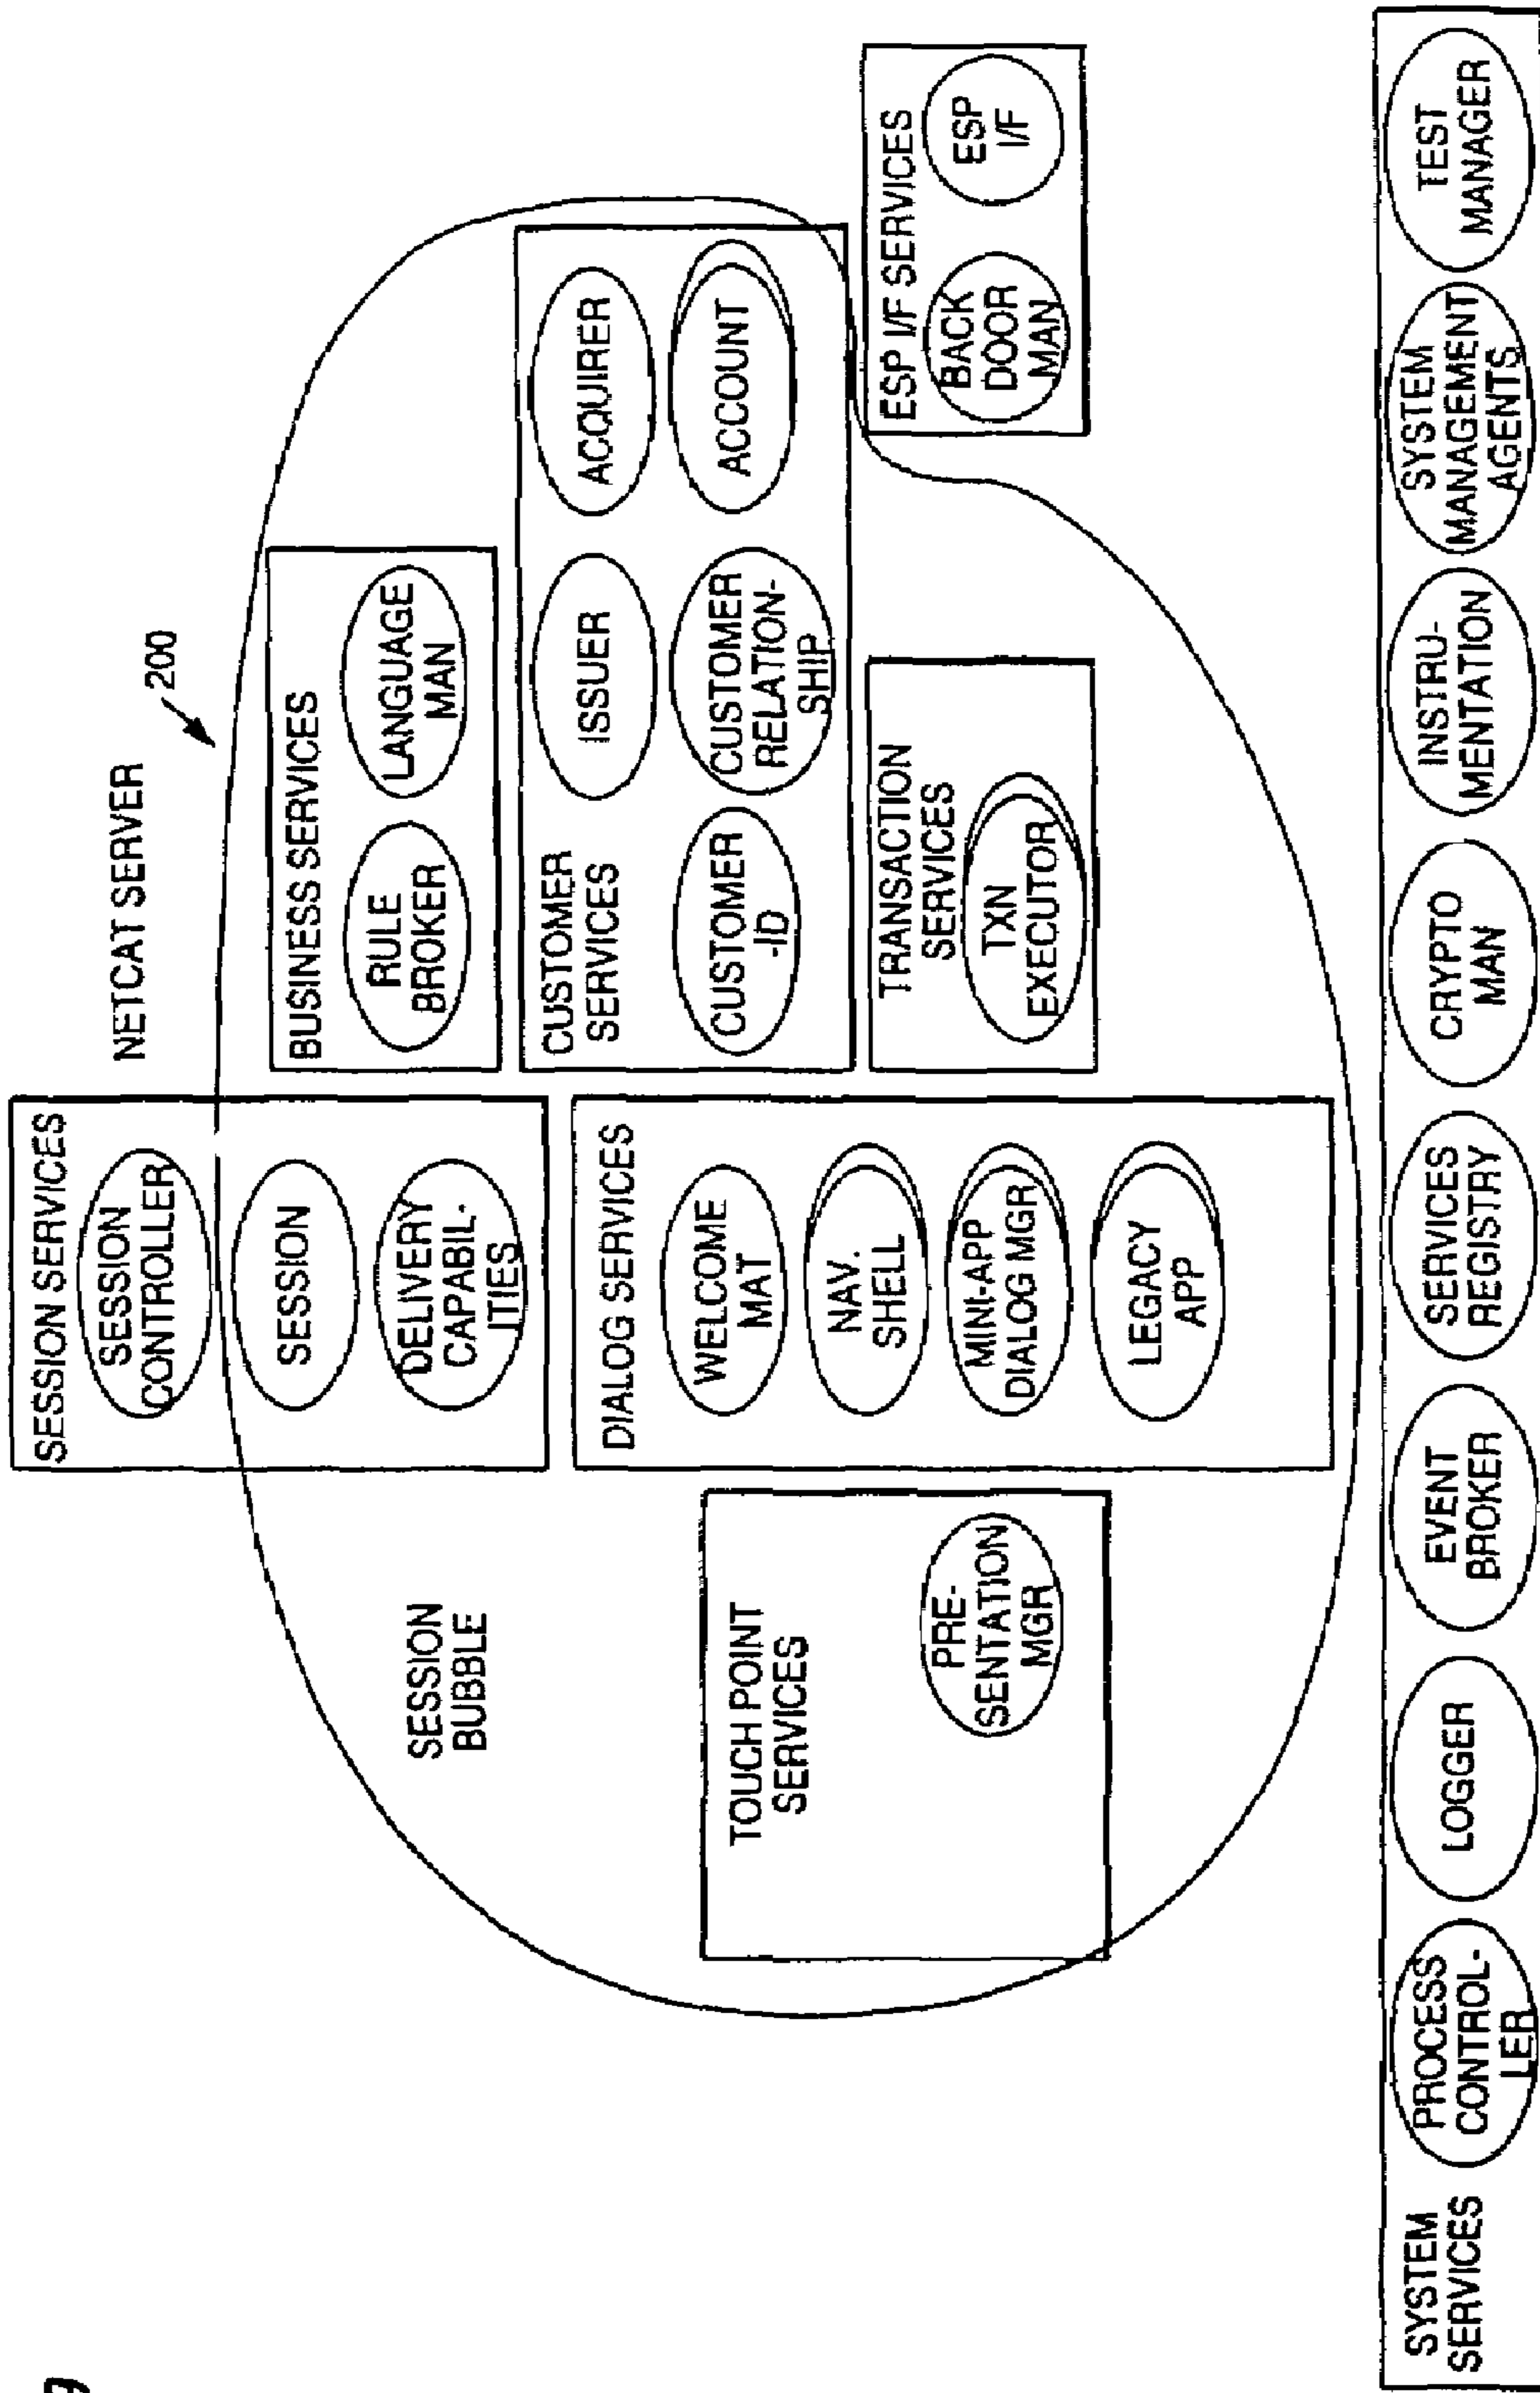 9
NETCAT SERVER
200
SESSION SERVICES
SESSION
CONTROLLER
SESSION
DELIVERY
CAPABIL-
ITIES
BUSINESS SERVICES
RULE
BROKER
LANGUAGE
MAN
SESSION
BUBBLE
CUSTOMER
SERVICES
ISSUER
ACQUIRER
CUSTOMER
-ID
CUSTOMER
RELATION-
SHIP
ACCOUNT
DIALOG SERVICES
WELCOME
MAT
NAV.
SHELL
MINI-APP
DIALOG MGR
LEGACY
APP
TOUCH POINT
SERVICES
PRE-
SENTATION
MGR
TRANSACTION
SERVICES
TXN
EXECUTOR
ESP I/F SERVICES
BACK
DOOR
MAN
ESP
I/F
SYSTEM
SERVICES
PROCESS
CONTROL-
LER
LOGGER
EVENT
BROKER
SERVICES
REGISTRY
CRYPTO
MAN
INSTRU-
MENTATION
SYSTEM
MANAGEMENT
AGENTS
TEST
MANAGER